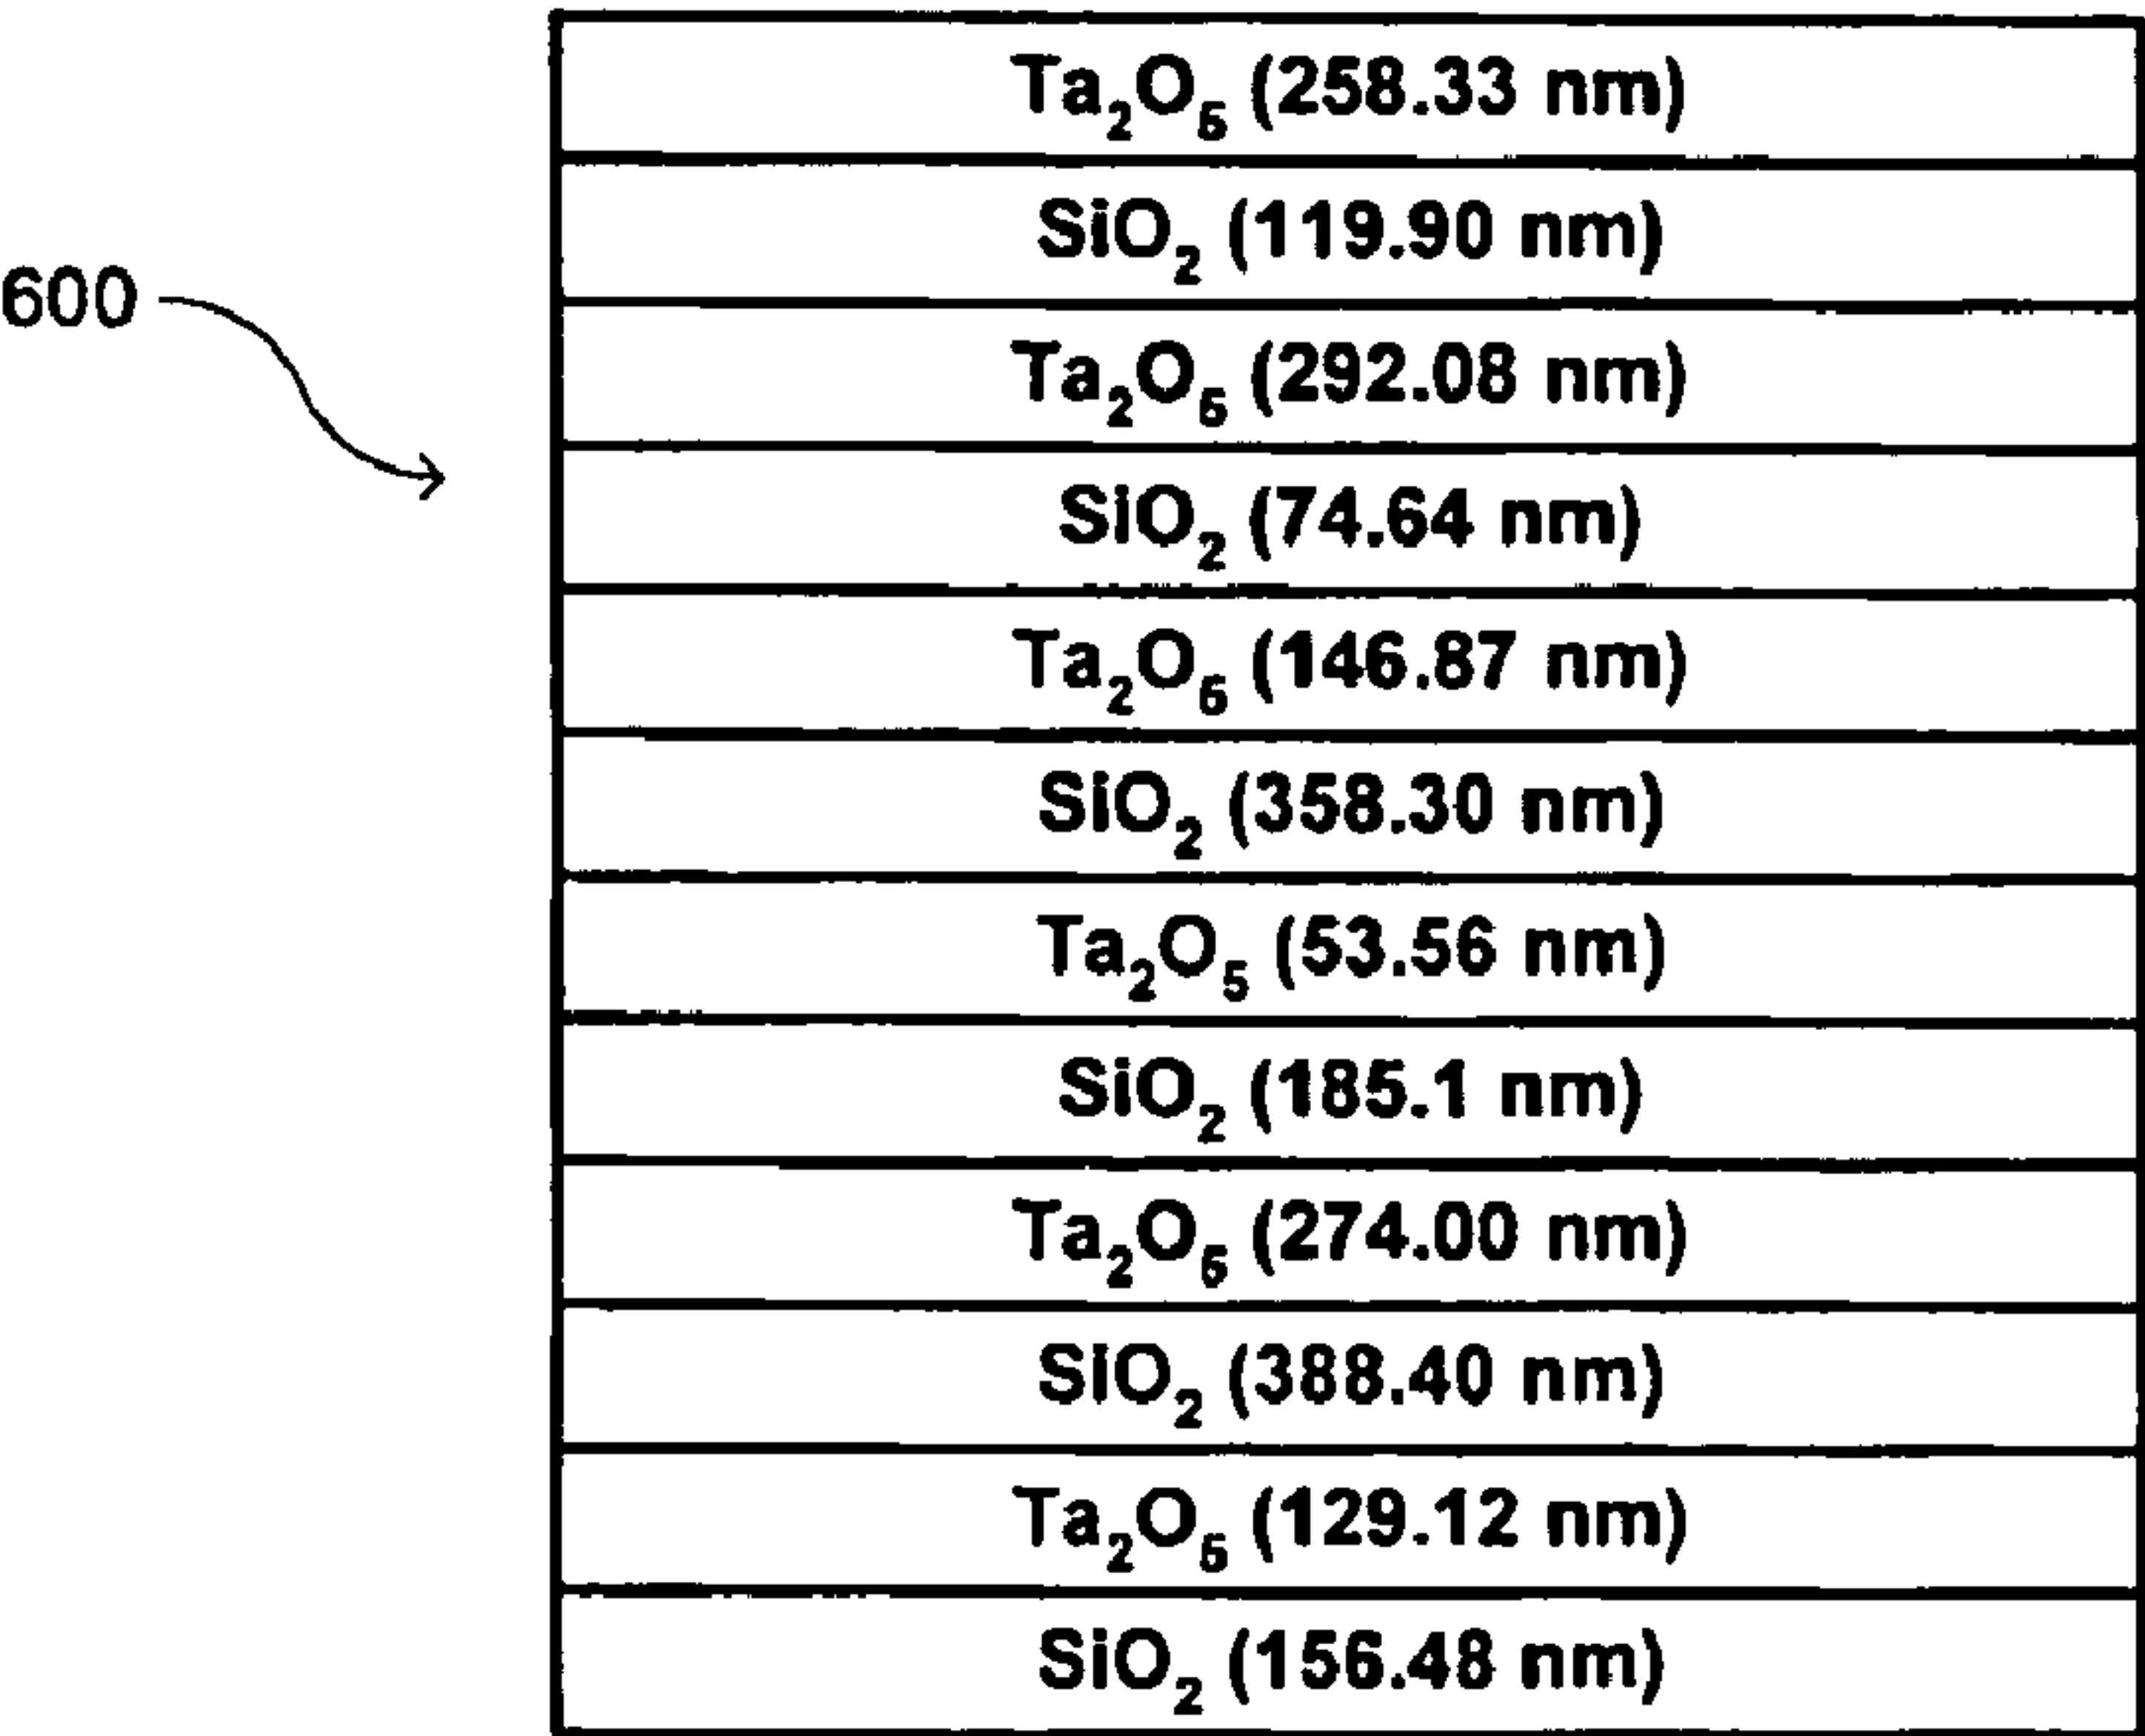 Ta₂O₅ (258.33 nm)
SiO₂ (119.90 nm)
600
Ta₂O₅ (292.08 nm)
SiO₂ (74.64 nm)
Ta₂O₅ (146.87 nm)
SiO₂ (358.30 nm)
Ta₂O₅ (53.56 nm)
SiO₂ (185.1 nm)
Ta₂O₅ (274.00 nm)
SiO₂ (388.40 nm)
Ta₂O₅ (129.12 nm)
SiO₂ (156.48 nm)